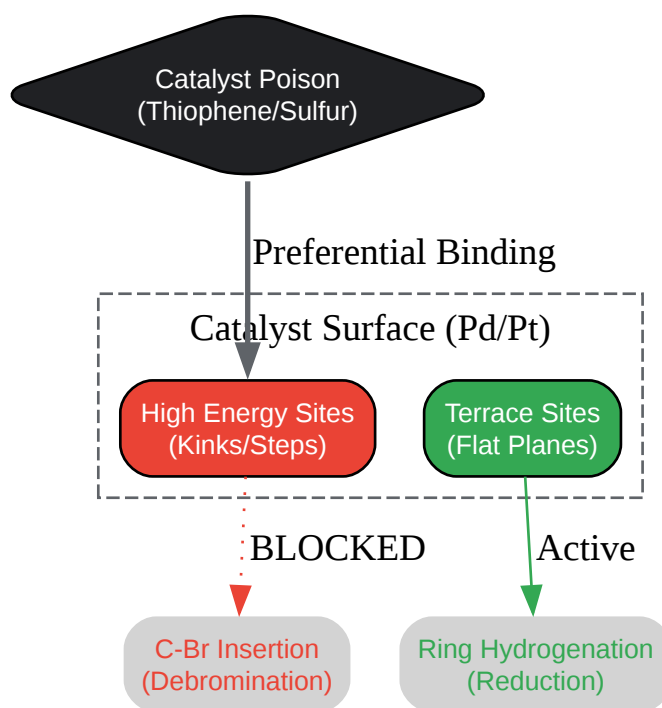 Catalyst Poison
(Thiophene/Sulfur)
Preferential Binding
Catalyst Surface (Pd/Pt)
High Energy Sites
(Kinks/Steps)
Terrace Sites
(Flat Planes)
BLOCKED
Active
C-Br Insertion
(Debromination)
Ring Hydrogenation
(Reduction)